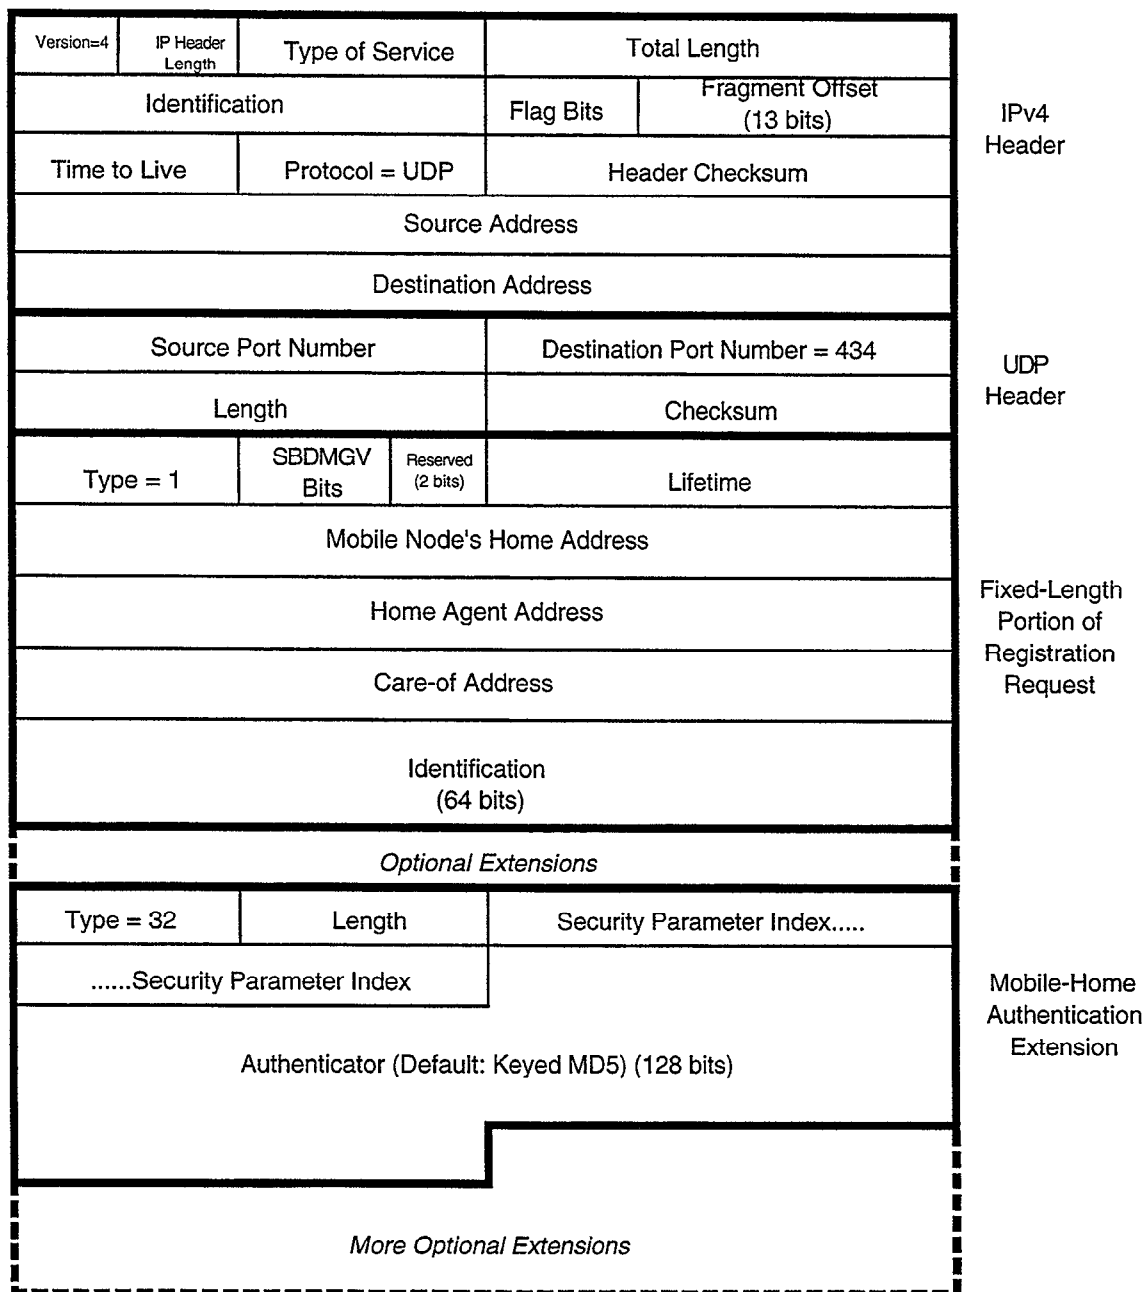 Version=4
IP Header
Length
Type of Service
Total Length
Identification
Flag Bits
Fragment Offset
(13 bits)
IPv4
Header
Time to Live
Protocol = UDP
Header Checksum
Source Address
Destination Address
Source Port Number
Destination Port Number = 434
UDP
Header
Length
Checksum
Type = 1
SBDMGV
Bits
Reserved
(2 bits)
Lifetime
Mobile Node's Home Address
Home Agent Address
Care-of Address
Identification
(64 bits)
Fixed-Length
Portion of
Registration
Request
Optional Extensions
Type = 32
Length
Security Parameter Index.....
......Security Parameter Index
Authenticator (Default: Keyed MD5) (128 bits)
Mobile-Home
Authentication
Extension
More Optional Extensions